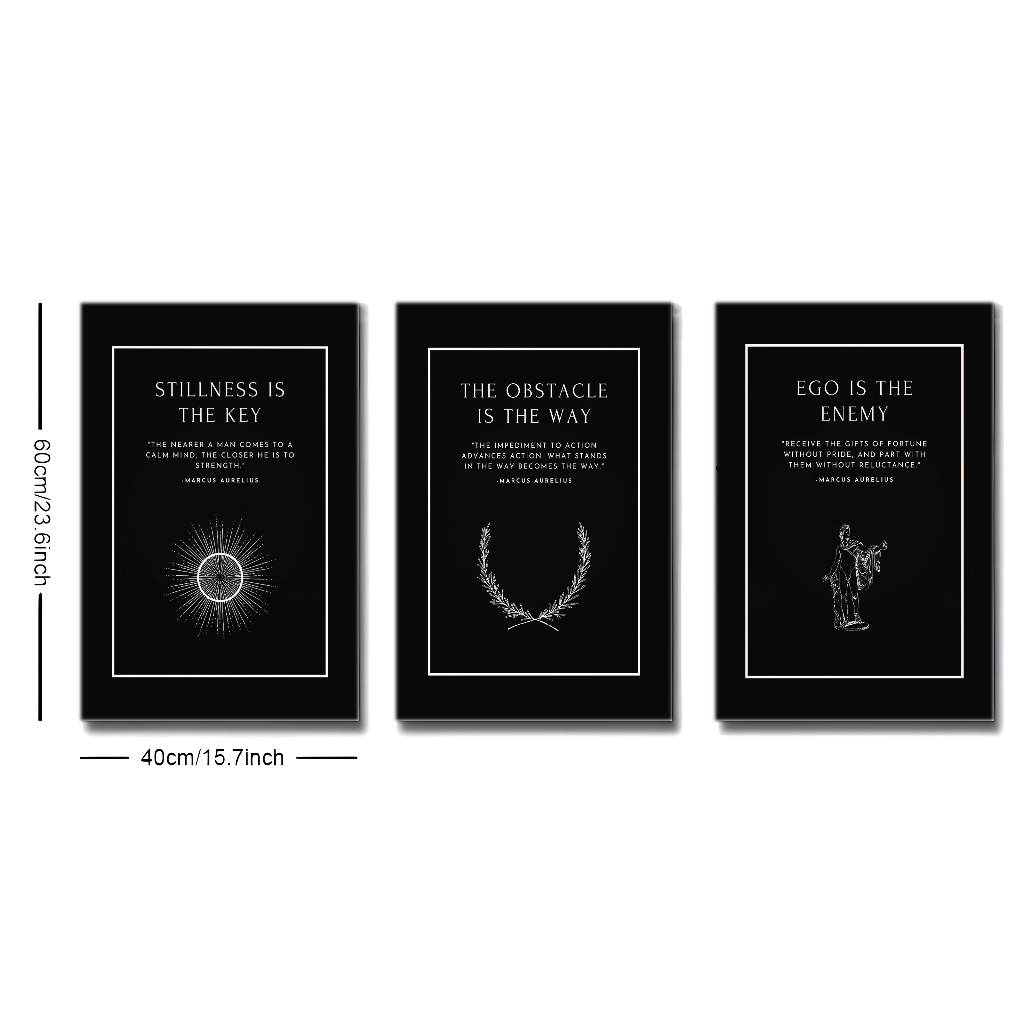 STILLNESS IS
THE KEY
"THE NEARER A MAN COMES TO A
CALM MIND, THE CLOSER HE IS TO
STRENGTH."
-MARCUS AURELIUS
THE OBSTACLE
IS THE WAY
"THE IMPEDIMENT TO ACTION
ADVANCES ACTION. WHAT STANDS
IN THE WAY BECOMES THE WAY."
-MARCUS AURELIUS
EGO IS THE
ENEMY
"RECEIVE THE GIFTS OF FORTUNE
WITHOUT PRIDE, AND PART WITH
THEM WITHOUT RELUCTANCE."
-MARCUS AURELIUS
60cm/23.6inch
40cm/15.7inch